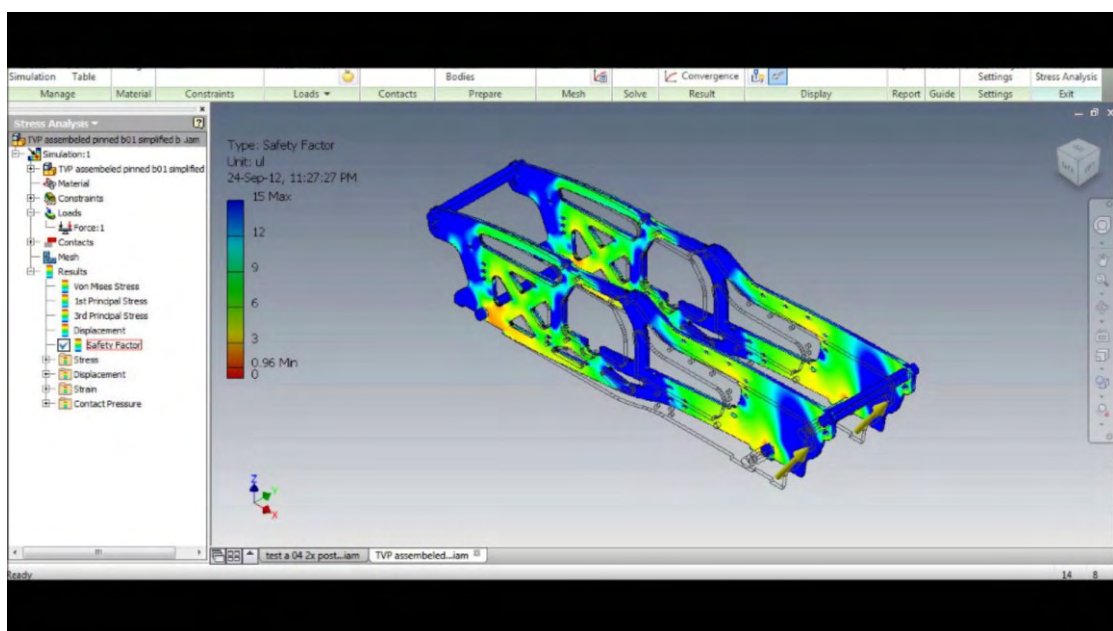 Simulation Table Bodies Convergence Settings Stress Analysis
Manage Material Constraints Loads Contacts Prepare Mesh Solve Result Display Report Guide Settings Exit
Stress Analysis
TVP assembeled pinned b01 simplified b .iam
Simulation:1
TVP assembeled pinned b01 simplified
Material
Constraints
Loads
Force:1
Contacts
Mesh
Results
Von Mises Stress
1st Principal Stress
3rd Principal Stress
Displacement
Safety Factor
Stress
Displacement
Strain
Contact Pressure
Type: Safety Factor
Unit: ul
24-Sep-12, 11:27:27 PM
15 Max
12
9
6
3
0.96 Min
0
Z
Y
X
test a 04 2x post...iam TVP assembeled...iam
Ready 14 8